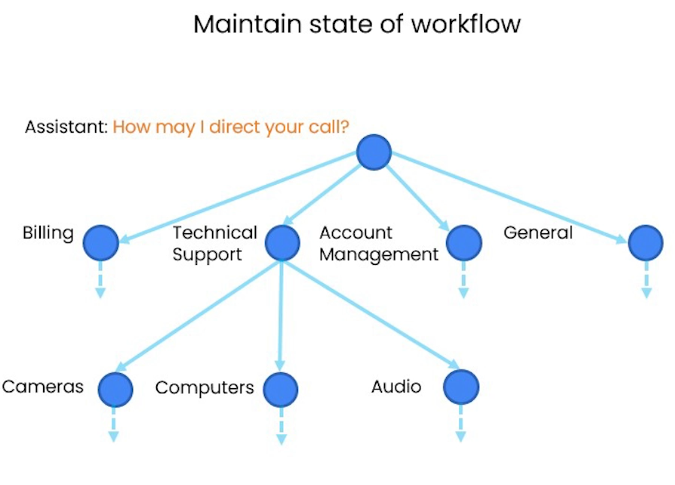 Maintain state of workflow
Assistant: How may I direct your call?
Billing
Technical
Support
Account
Management
General
Cameras
Computers
Audio